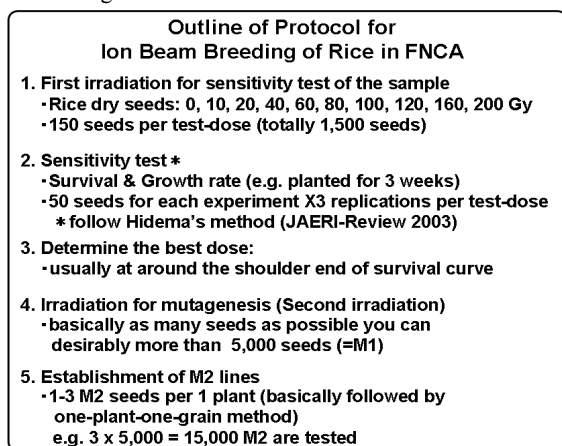 Outline of Protocol for
Ion Beam Breeding of Rice in FNCA
1. First irradiation for sensitivity test of the sample
・Rice dry seeds: 0, 10, 20, 40, 60, 80, 100, 120, 160, 200 Gy
・150 seeds per test-dose (totally 1,500 seeds)
2. Sensitivity test *
・Survival & Growth rate (e.g. planted for 3 weeks)
・50 seeds for each experiment X3 replications per test-dose
* follow Hidema's method (JAERI-Review 2003)
3. Determine the best dose:
・usually at around the shoulder end of survival curve
4. Irradiation for mutagenesis (Second irradiation)
・basically as many seeds as possible you can
desirably more than 5,000 seeds (=M1)
5. Establishment of M2 lines
・1-3 M2 seeds per 1 plant (basically followed by
one-plant-one-grain method)
e.g. 3 x 5,000 = 15,000 M2 are tested